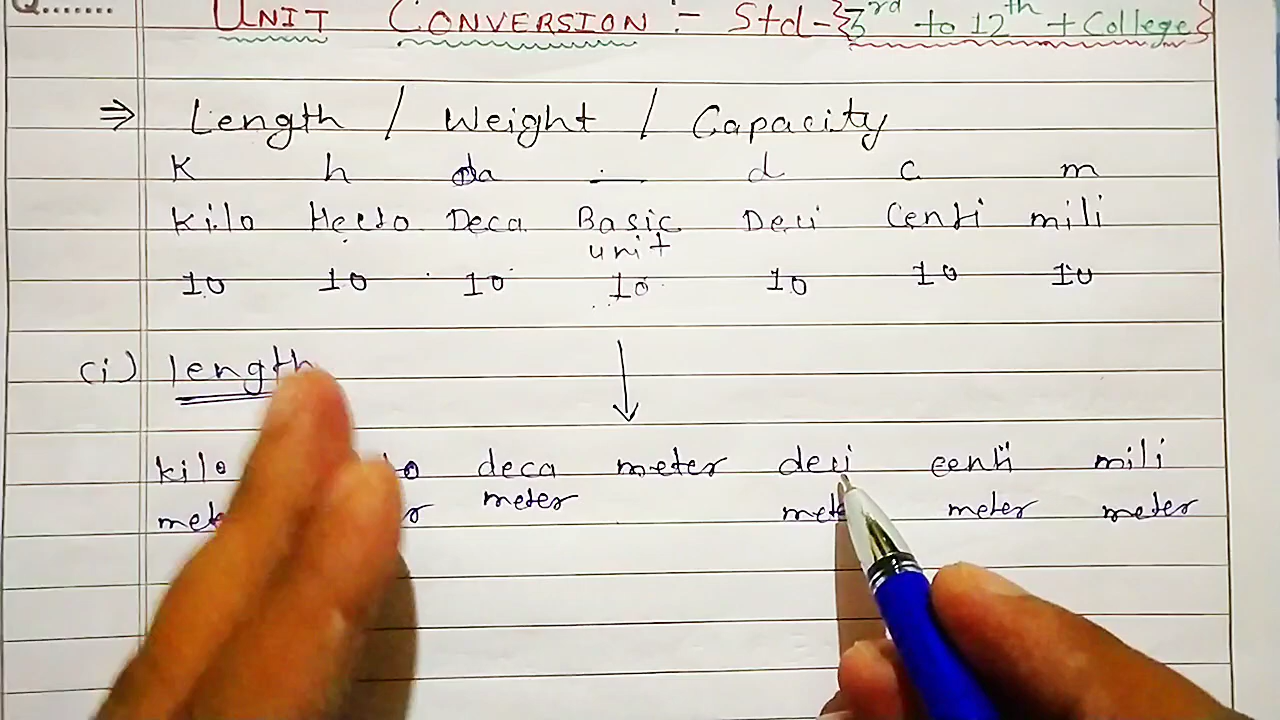 Q........
UNIT CONVERSION :- Std-{3rd to 12th + College}
⇒ Length / Weight / Capacity
K h da . d c m
Kilo Hecto Deca Basic unit Deci Centi mili
10 10 10 10 10 10 10
(i) length
kilo deca meter deci centi mili
meter meter meter